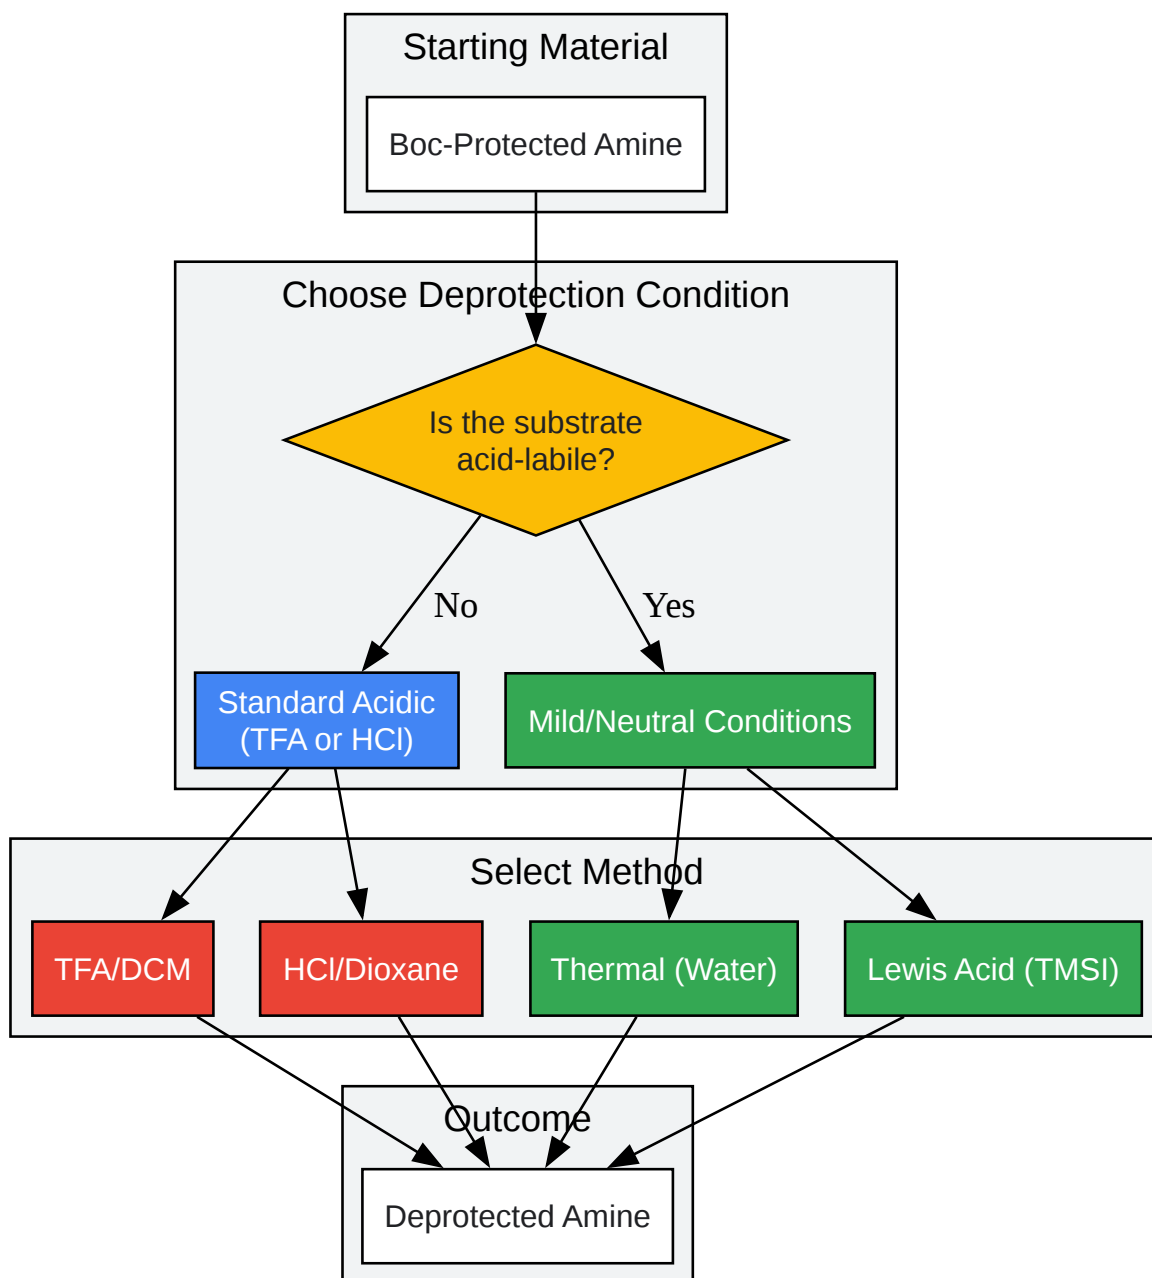 Starting Material
Boc-Protected Amine
Choose Deprotection Condition
Is the substrate
acid-labile?
No
Yes
Standard Acidic
(TFA or HCl)
Mild/Neutral Conditions
Select Method
TFA/DCM
HCl/Dioxane
Thermal (Water)
Lewis Acid (TMSI)
Outcome
Deprotected Amine